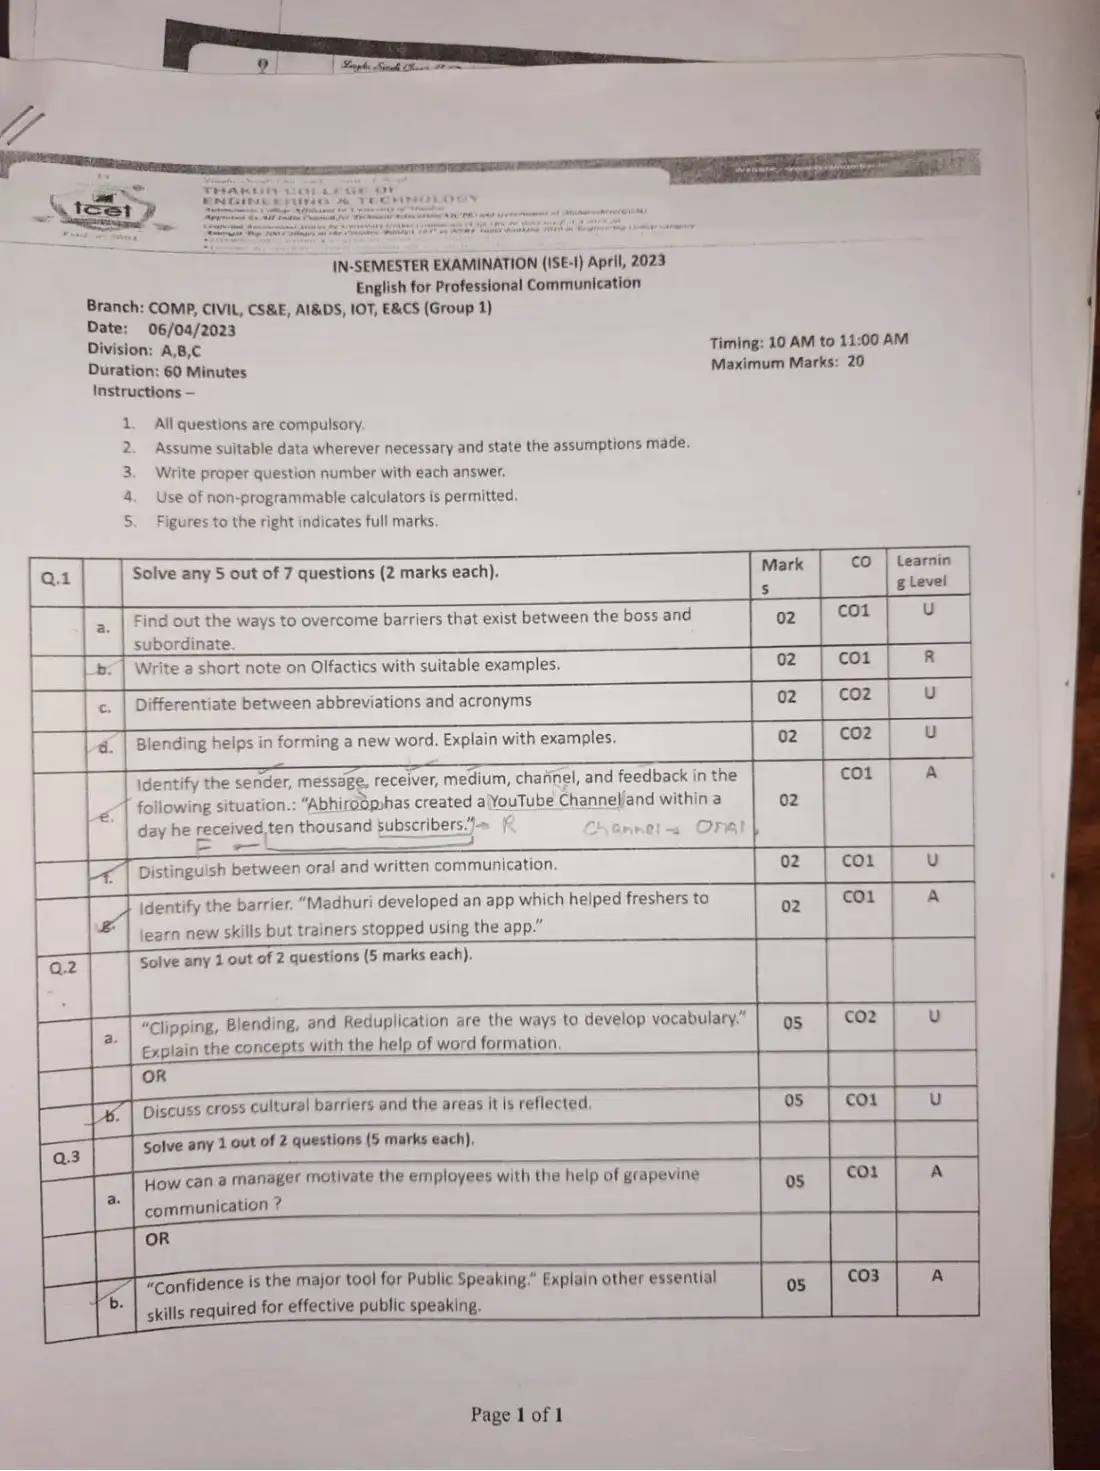 tcet
THAKUR COLLEGE OF
ENGINEERING & TECHNOLOGY
IN-SEMESTER EXAMINATION (ISE-I) April, 2023
English for Professional Communication
Branch: COMP, CIVIL, CS&E, AI&DS, IOT, E&CS (Group 1)
Date: 06/04/2023
Division: A,B,C
Timing: 10 AM to 11:00 AM
Duration: 60 Minutes
Maximum Marks: 20
Instructions –
1. All questions are compulsory.
2. Assume suitable data wherever necessary and state the assumptions made.
3. Write proper question number with each answer.
4. Use of non-programmable calculators is permitted.
5. Figures to the right indicates full marks.
Q.1 Solve any 5 out of 7 questions (2 marks each). Mark CO Learnin
s g Level
a. Find out the ways to overcome barriers that exist between the boss and 02 CO1 U
subordinate.
b. Write a short note on Olfactics with suitable examples. 02 CO1 R
c. Differentiate between abbreviations and acronyms 02 CO2 U
d. Blending helps in forming a new word. Explain with examples. 02 CO2 U
Identify the sender, message, receiver, medium, channel, and feedback in the CO1 A
e. following situation.: "Abhiroop has created a YouTube Channel and within a 02
day he received ten thousand subscribers." R Channel → Oral
F
f. Distinguish between oral and written communication. 02 CO1 U
g. Identify the barrier. "Madhuri developed an app which helped freshers to 02 CO1 A
learn new skills but trainers stopped using the app."
Q.2 Solve any 1 out of 2 questions (5 marks each).
a. "Clipping, Blending, and Reduplication are the ways to develop vocabulary." 05 CO2 U
Explain the concepts with the help of word formation.
OR
b. Discuss cross cultural barriers and the areas it is reflected. 05 CO1 U
Q.3 Solve any 1 out of 2 questions (5 marks each).
a. How can a manager motivate the employees with the help of grapevine 05 CO1 A
communication ?
OR
b. "Confidence is the major tool for Public Speaking." Explain other essential 05 CO3 A
skills required for effective public speaking.
Page 1 of 1